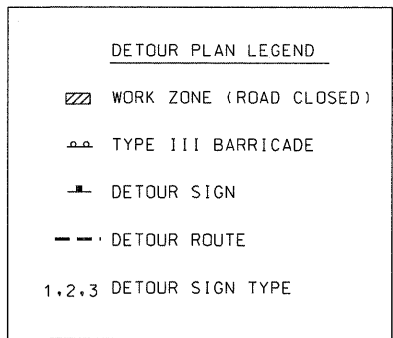 DETOUR PLAN LEGEND
WORK ZONE (ROAD CLOSED)
TYPE III BARRICADE
DETOUR SIGN
DETOUR ROUTE
1,2,3 DETOUR SIGN TYPE